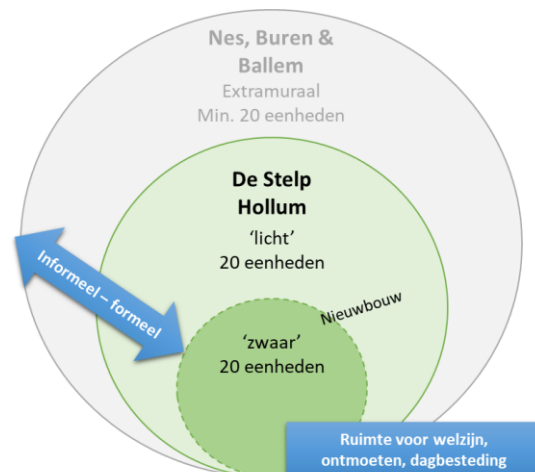 Nes, Buren &
Ballem
Extramuraal
Min. 20 eenheden
De Stelp
Hollum
‘licht’
20 eenheden
Informeel – formeel
Nieuwbouw
‘zwaar’
20 eenheden
Ruimte voor welzijn,
ontmoeten, dagbesteding